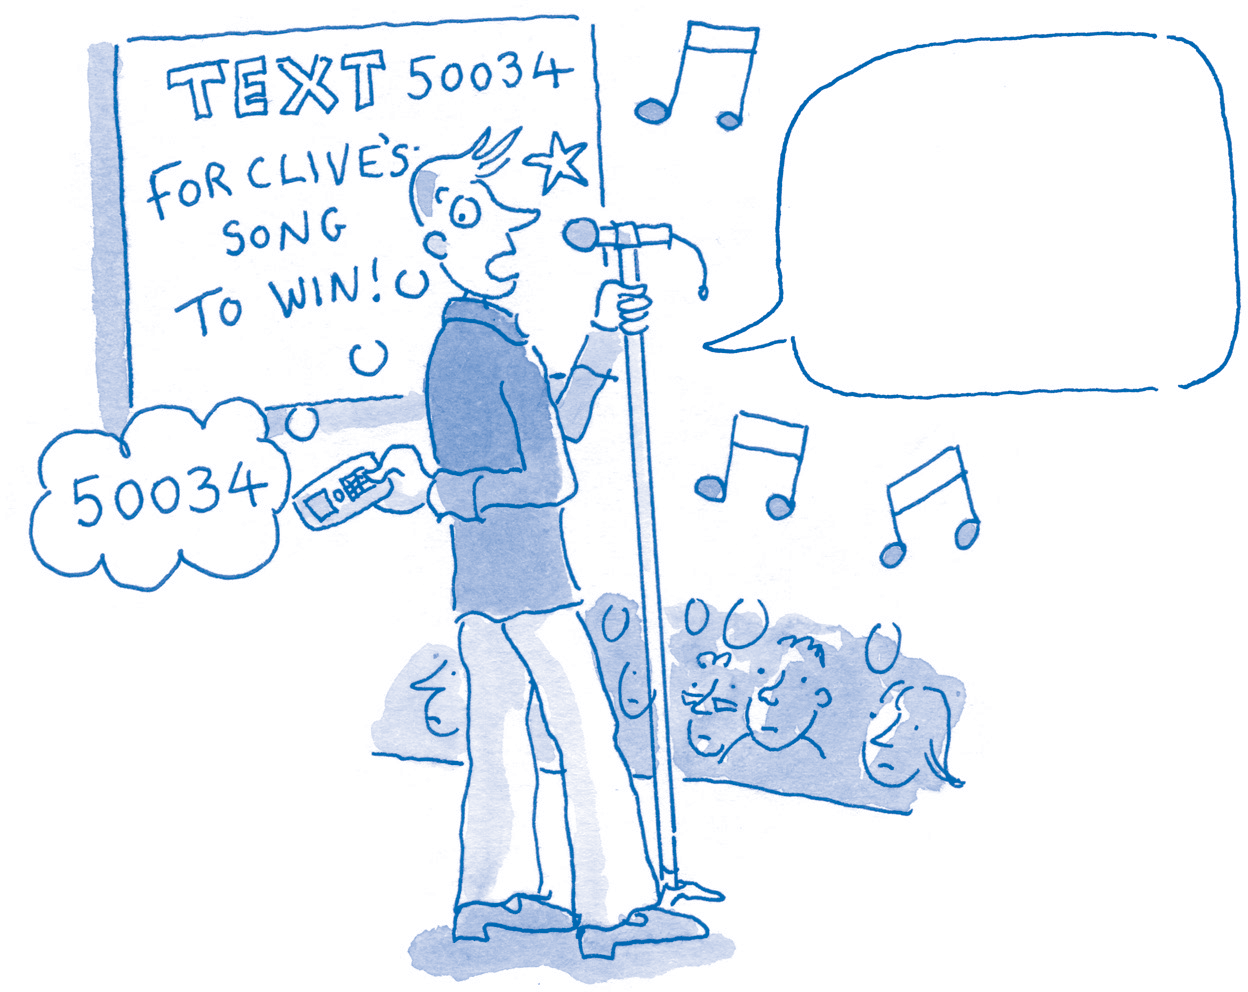 TEXT 50034
FOR CLIVE'S
SONG
TO WIN!
50034